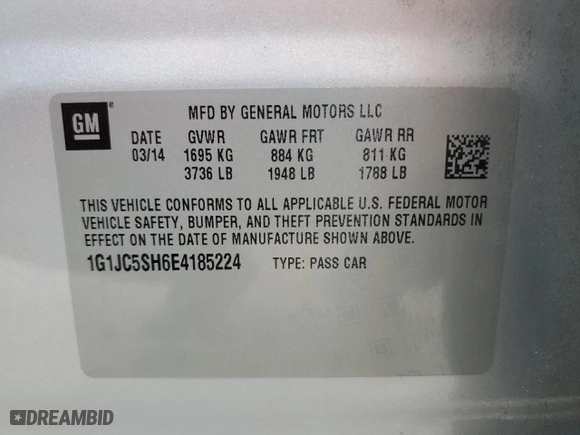 GM
MFD BY GENERAL MOTORS LLC
DATE GVWR GAWR FRT GAWR RR
03/14 1695 KG 884 KG 811 KG
3736 LB 1948 LB 1788 LB
THIS VEHICLE CONFORMS TO ALL APPLICABLE U.S. FEDERAL MOTOR
VEHICLE SAFETY, BUMPER, AND THEFT PREVENTION STANDARDS IN
EFFECT ON THE DATE OF MANUFACTURE SHOWN ABOVE.
1G1JC5SH6E4185224 TYPE: PASS CAR
DREAMBID